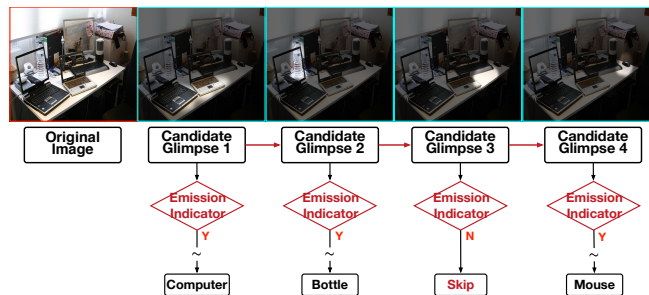 Original
Image
Candidate
Glimpse 1
Candidate
Glimpse 2
Candidate
Glimpse 3
Candidate
Glimpse 4
Emission
Indicator
Emission
Indicator
Emission
Indicator
Emission
Indicator
Y
Y
N
Y
~
~
~
Computer
Bottle
Skip
Mouse